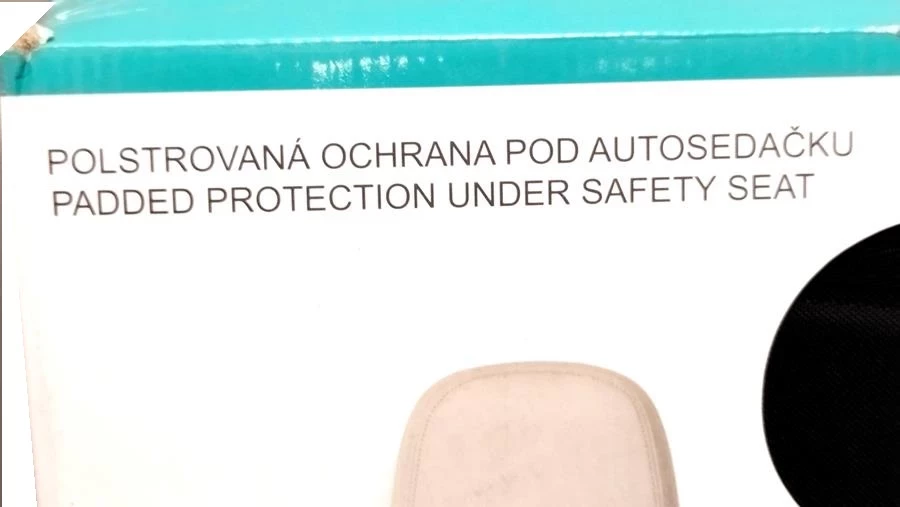 POLSTROVANÁ OCHRANA POD AUTOSEDAČKU
PADDED PROTECTION UNDER SAFETY SEAT